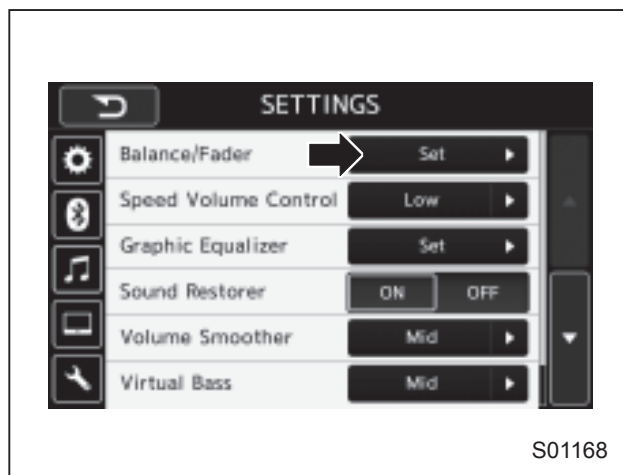 SETTINGS
Balance/Fader Set
Speed Volume Control Low
Graphic Equalizer Set
Sound Restorer ON OFF
Volume Smoother Mid
Virtual Bass Mid
S01168